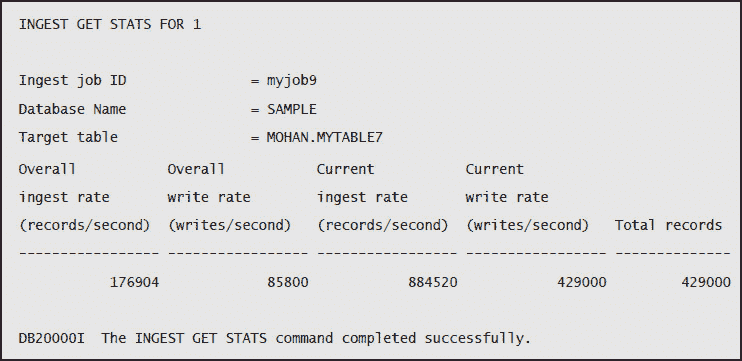 INGEST GET STATS FOR 1
Ingest job ID = myjob9
Database Name = SAMPLE
Target table = MOHAN.MYTABLE7
Overall Overall Current Current
ingest rate write rate ingest rate write rate
(records/second) (writes/second) (records/second) (writes/second) Total records
----------------- ----------------- ----------------- ----------------- --------------
176904 85800 884520 429000 429000
DB20000I The INGEST GET STATS command completed successfully.